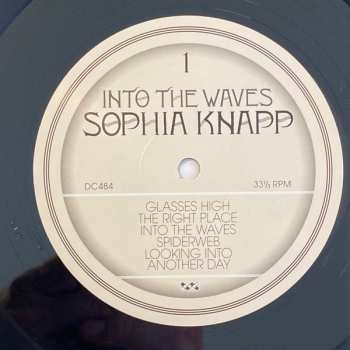 1
INTO THE WAVES
SOPHIA KNAPP
DC484 33⅓ RPM
GLASSES HIGH
THE RIGHT PLACE
INTO THE WAVES
SPIDERWEB
LOOKING INTO
ANOTHER DAY